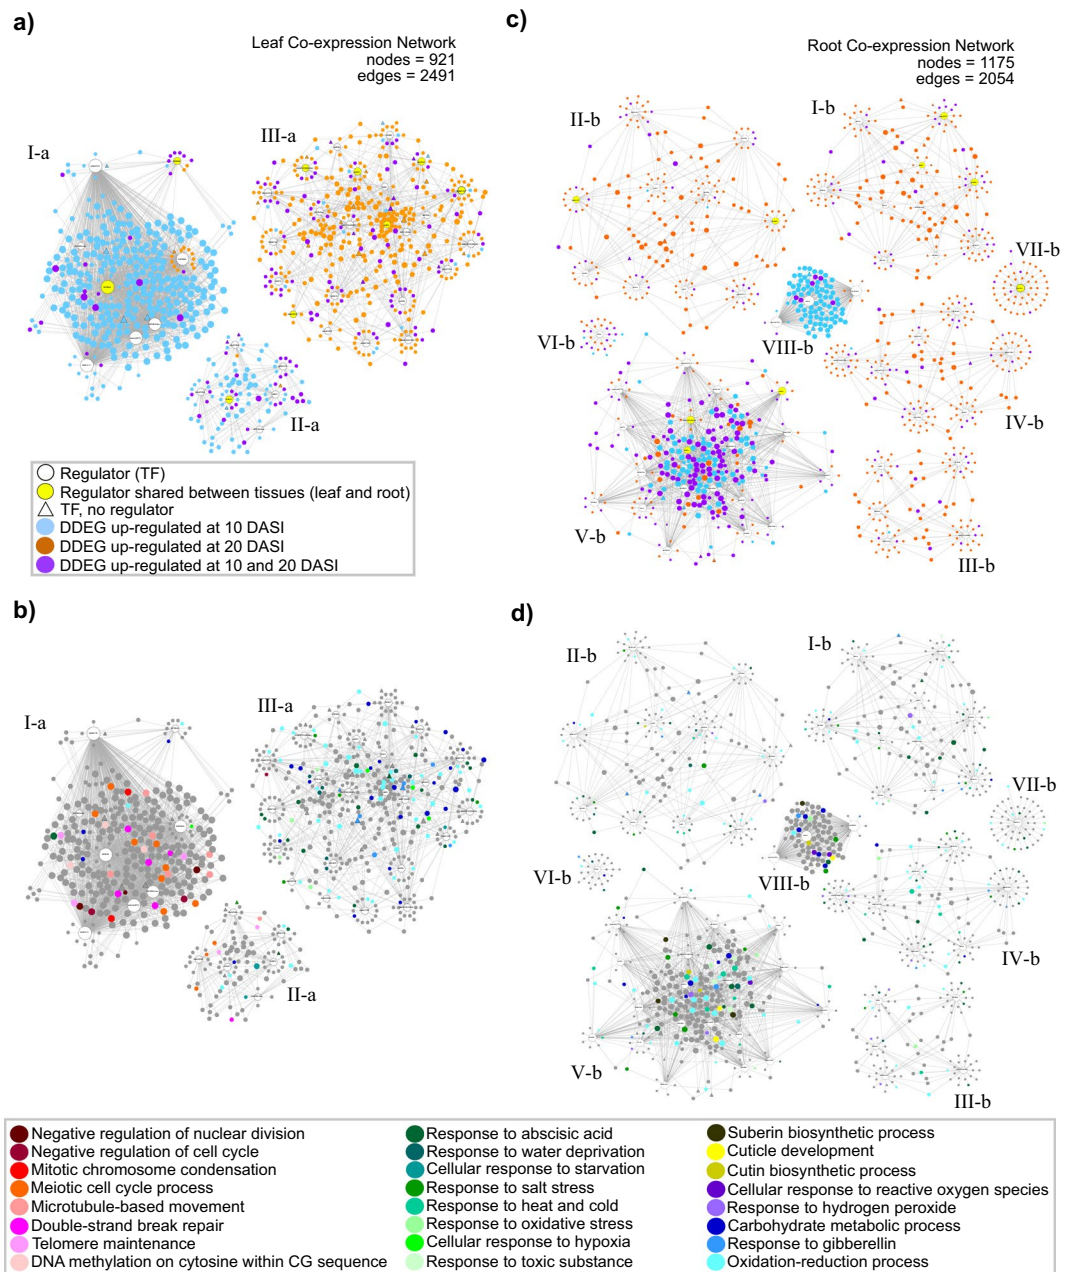 a)
Leaf Co-expression Network
nodes = 921
edges = 2491
I-a
III-a
II-a
Regulator (TF)
Regulator shared between tissues (leaf and root)
TF, no regulator
DDEG up-regulated at 10 DASI
DDEG up-regulated at 20 DASI
DDEG up-regulated at 10 and 20 DASI
c)
Root Co-expression Network
nodes = 1175
edges = 2054
II-b
I-b
VII-b
VI-b
VIII-b
IV-b
V-b
III-b
b)
I-a
III-a
II-a
d)
II-b
I-b
VII-b
VI-b
VIII-b
IV-b
V-b
III-b
Negative regulation of nuclear division
Negative regulation of cell cycle
Mitotic chromosome condensation
Meiotic cell cycle process
Microtubule-based movement
Double-strand break repair
Telomere maintenance
DNA methylation on cytosine within CG sequence
Response to abscisic acid
Response to water deprivation
Cellular response to starvation
Response to salt stress
Response to heat and cold
Response to oxidative stress
Cellular response to hypoxia
Response to toxic substance
Suberin biosynthetic process
Cuticle development
Cutin biosynthetic process
Cellular response to reactive oxygen species
Response to hydrogen peroxide
Carbohydrate metabolic process
Response to gibberellin
Oxidation-reduction process